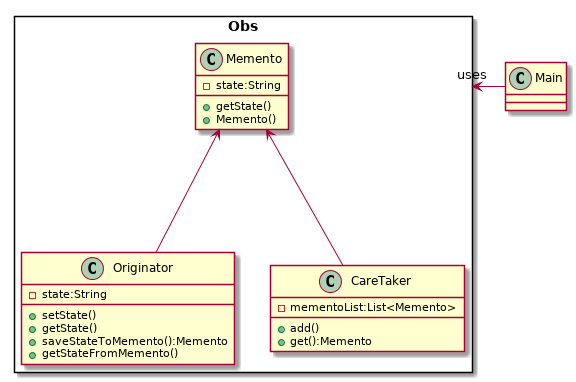 Obs
C Memento
state:String
getState()
Memento()
uses
C Main
C Originator
state:String
setState()
getState()
saveStateToMemento():Memento
getStateFromMemento()
C CareTaker
mementoList:List<Memento>
add()
get():Memento